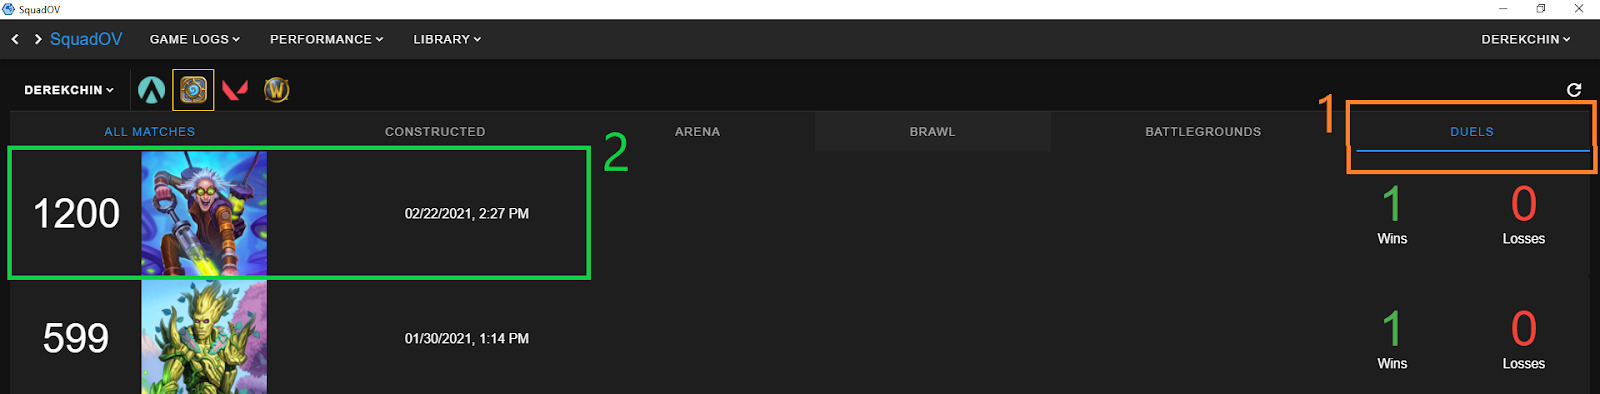 SquadOV
SquadOV GAME LOGS PERFORMANCE LIBRARY DEREKCHIN
DEREKCHIN
1
ALL MATCHES CONSTRUCTED ARENA BRAWL BATTLEGROUNDS DUELS
2
1200 02/22/2021, 2:27 PM 1 0
Wins Losses
599 01/30/2021, 1:14 PM 1 0
Wins Losses